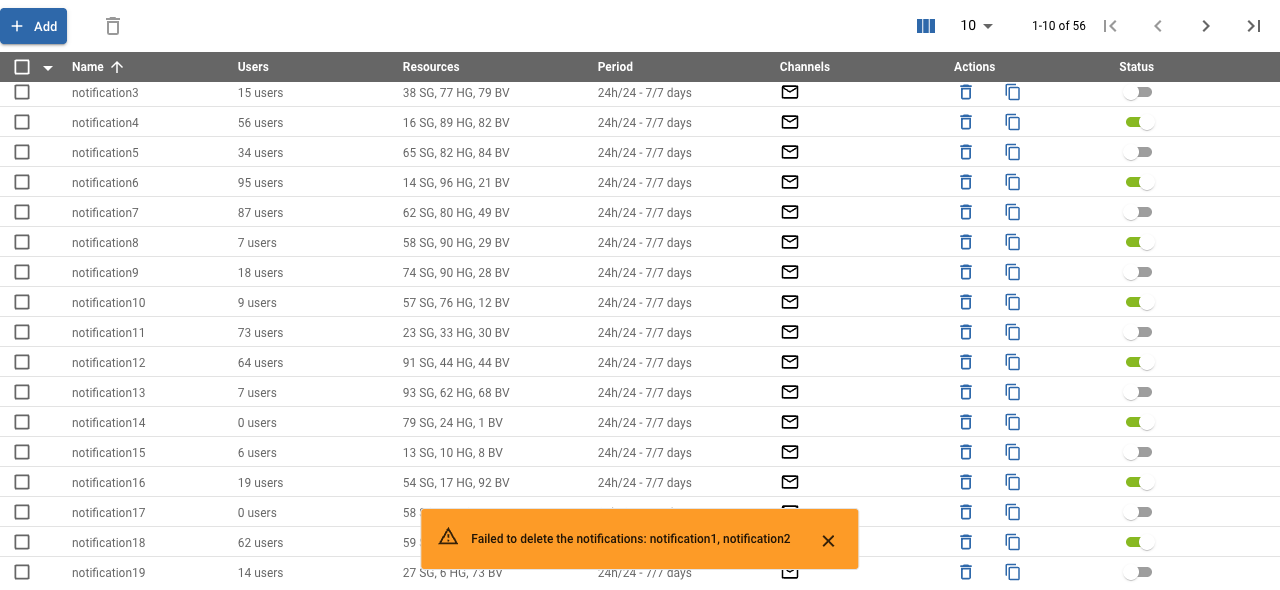 Add 10 1-10 of 56
Name Users Resources Period Channels Actions Status
notification3 15 users 38 SG, 77 HG, 79 BV 24h/24 - 7/7 days
notification4 56 users 16 SG, 89 HG, 82 BV 24h/24 - 7/7 days
notification5 34 users 65 SG, 82 HG, 84 BV 24h/24 - 7/7 days
notification6 95 users 14 SG, 96 HG, 21 BV 24h/24 - 7/7 days
notification7 87 users 62 SG, 80 HG, 49 BV 24h/24 - 7/7 days
notification8 7 users 58 SG, 90 HG, 29 BV 24h/24 - 7/7 days
notification9 18 users 74 SG, 90 HG, 28 BV 24h/24 - 7/7 days
notification10 9 users 57 SG, 76 HG, 12 BV 24h/24 - 7/7 days
notification11 73 users 23 SG, 33 HG, 30 BV 24h/24 - 7/7 days
notification12 64 users 91 SG, 44 HG, 44 BV 24h/24 - 7/7 days
notification13 7 users 93 SG, 62 HG, 68 BV 24h/24 - 7/7 days
notification14 0 users 79 SG, 24 HG, 1 BV 24h/24 - 7/7 days
notification15 6 users 13 SG, 10 HG, 8 BV 24h/24 - 7/7 days
notification16 19 users 54 SG, 17 HG, 92 BV 24h/24 - 7/7 days
notification17 0 users 58
Failed to delete the notifications: notification1, notification2
notification18 62 users 59
notification19 14 users 27 SG, 6 HG, 73 BV 24h/24 - 7/7 days